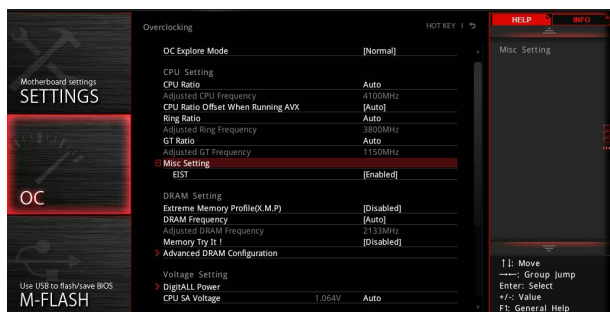 Overclocking
HOT KEY |
HELP
INFO
Motherboard settings
SETTINGS
OC
Use USB to flash/save BIOS
M-FLASH
OC Explore Mode [Normal]
CPU Setting
CPU Ratio Auto
Adjusted CPU Frequency 4100MHz
CPU Ratio Offset When Running AVX [Auto]
Ring Ratio Auto
Adjusted Ring Frequency 3800MHz
GT Ratio Auto
Adjusted GT Frequency 1150MHz
Misc Setting
EIST [Enabled]
DRAM Setting
Extreme Memory Profile(X.M.P) [Disabled]
DRAM Frequency [Auto]
Adjusted DRAM Frequency 2133MHz
Memory Try It ! [Disabled]
Advanced DRAM Configuration
Voltage Setting
DigitALL Power
CPU SA Voltage 1.064V Auto
Misc Setting
↑↓: Move
→←: Group Jump
Enter: Select
+/-: Value
F1: General Help